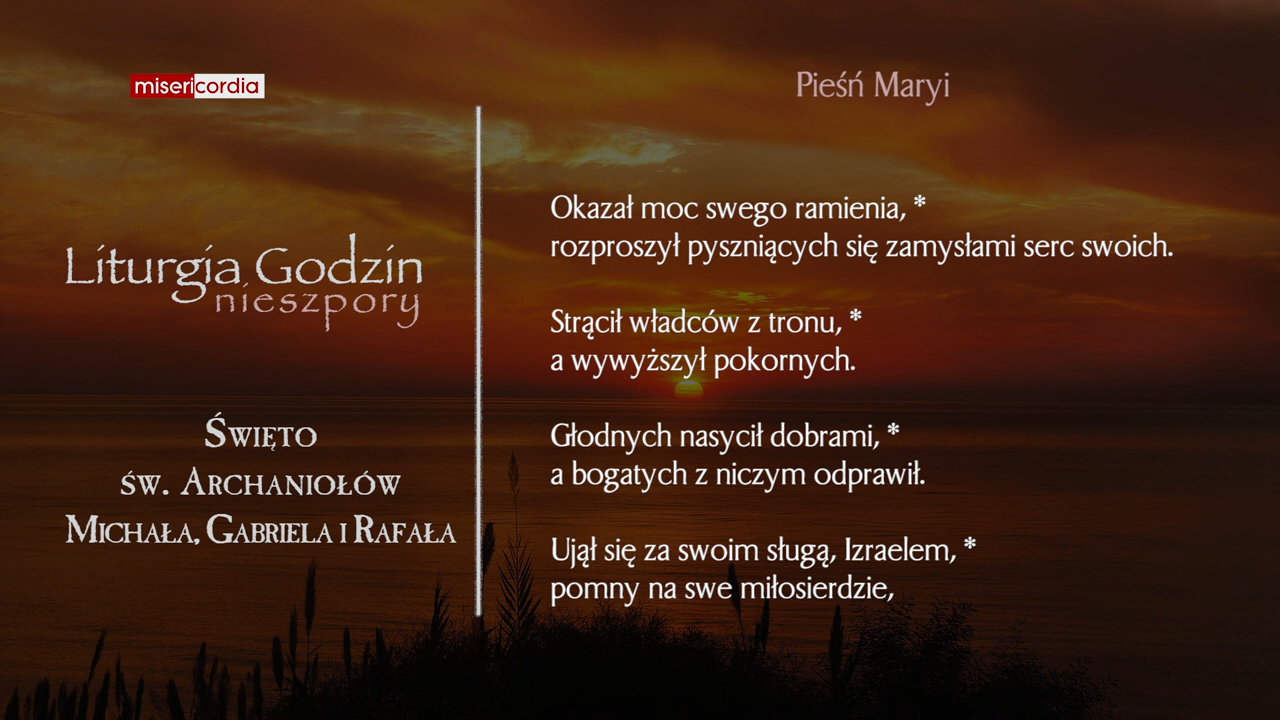 misericordia
Liturgia Godzin
nieszpory
Święto
św. Archaniołów
Michała, Gabriela i Rafała
Pieśń Maryi
Okazał moc swego ramienia, *
rozproszył pyszniących się zamysłami serc swoich.
Strącił władców z tronu, *
a wywyższył pokornych.
Głodnych nasycił dobrami, *
a bogatych z niczym odprawił.
Ujął się za swoim sługą, Izraelem, *
pomny na swe miłosierdzie,